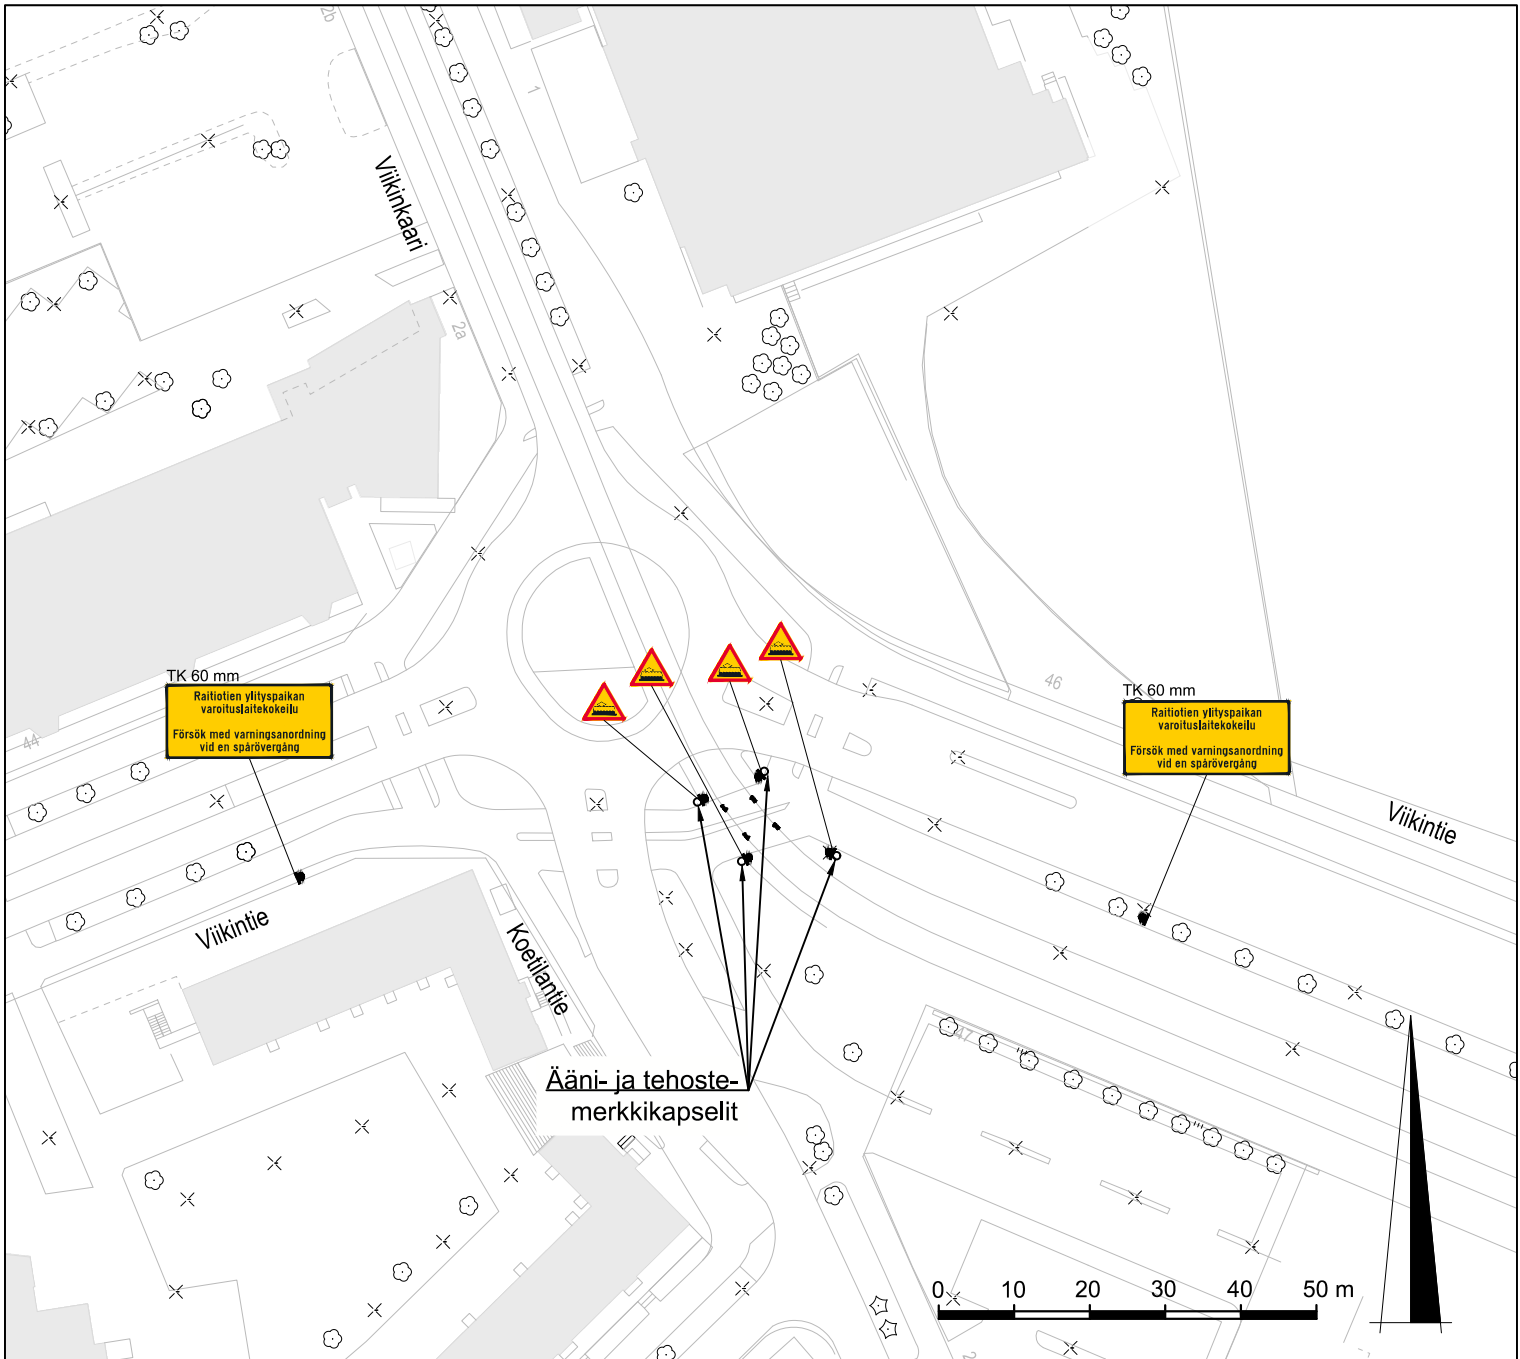 2b
1
Viikinkaari
2a
46
TK 60 mm
Raitiotien ylityspaikan
varoituslaitekokeilu
Försök med varningsanordning
vid en spårövergång
TK 60 mm
Raitiotien ylityspaikan
varoituslaitekokeilu
Försök med varningsanordning
vid en spårövergång
44
Viikintie
Viikintie
Koetilantie
47
Ääni- ja tehoste-
merkkikapselit
0 10 20 30 40 50 m
2